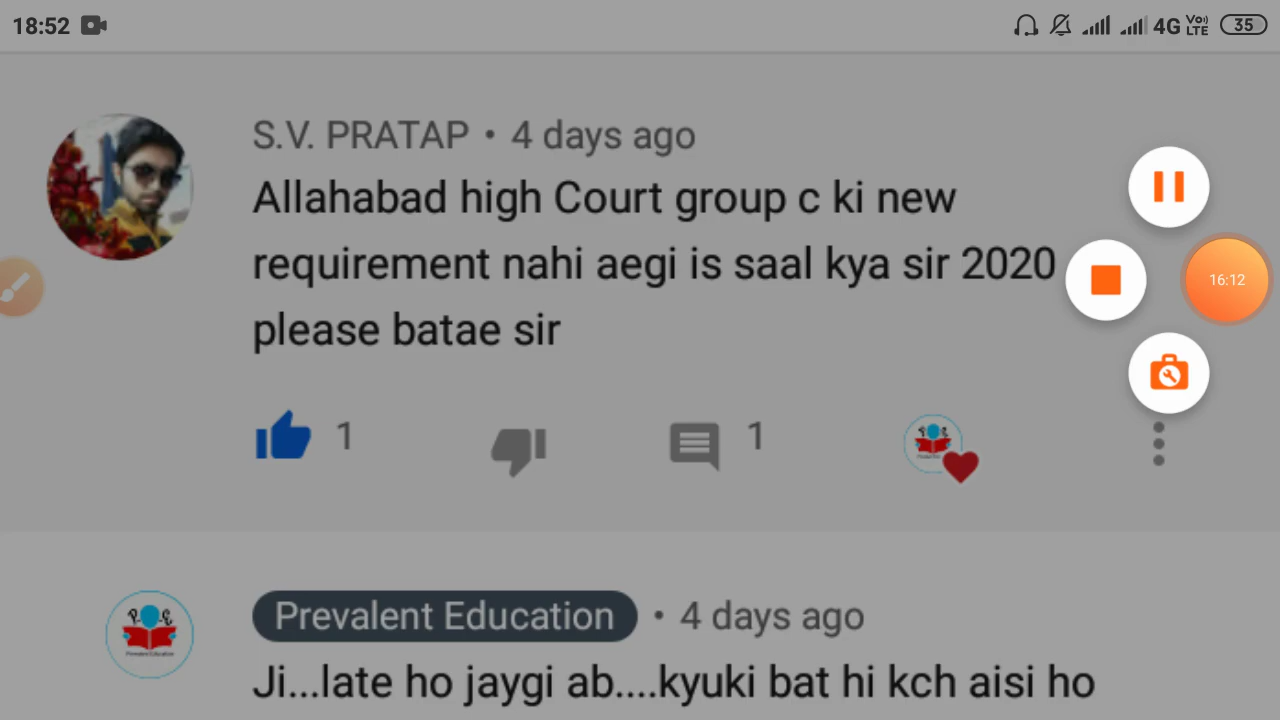 18:52
4G Vo)) LTE 35
S.V. PRATAP • 4 days ago
Allahabad high Court group c ki new
requirement nahi aegi is saal kya sir 2020
please batae sir
16:12
1 1
Prevalent Education • 4 days ago
Ji...late ho jaygi ab....kyuki bat hi kch aisi ho